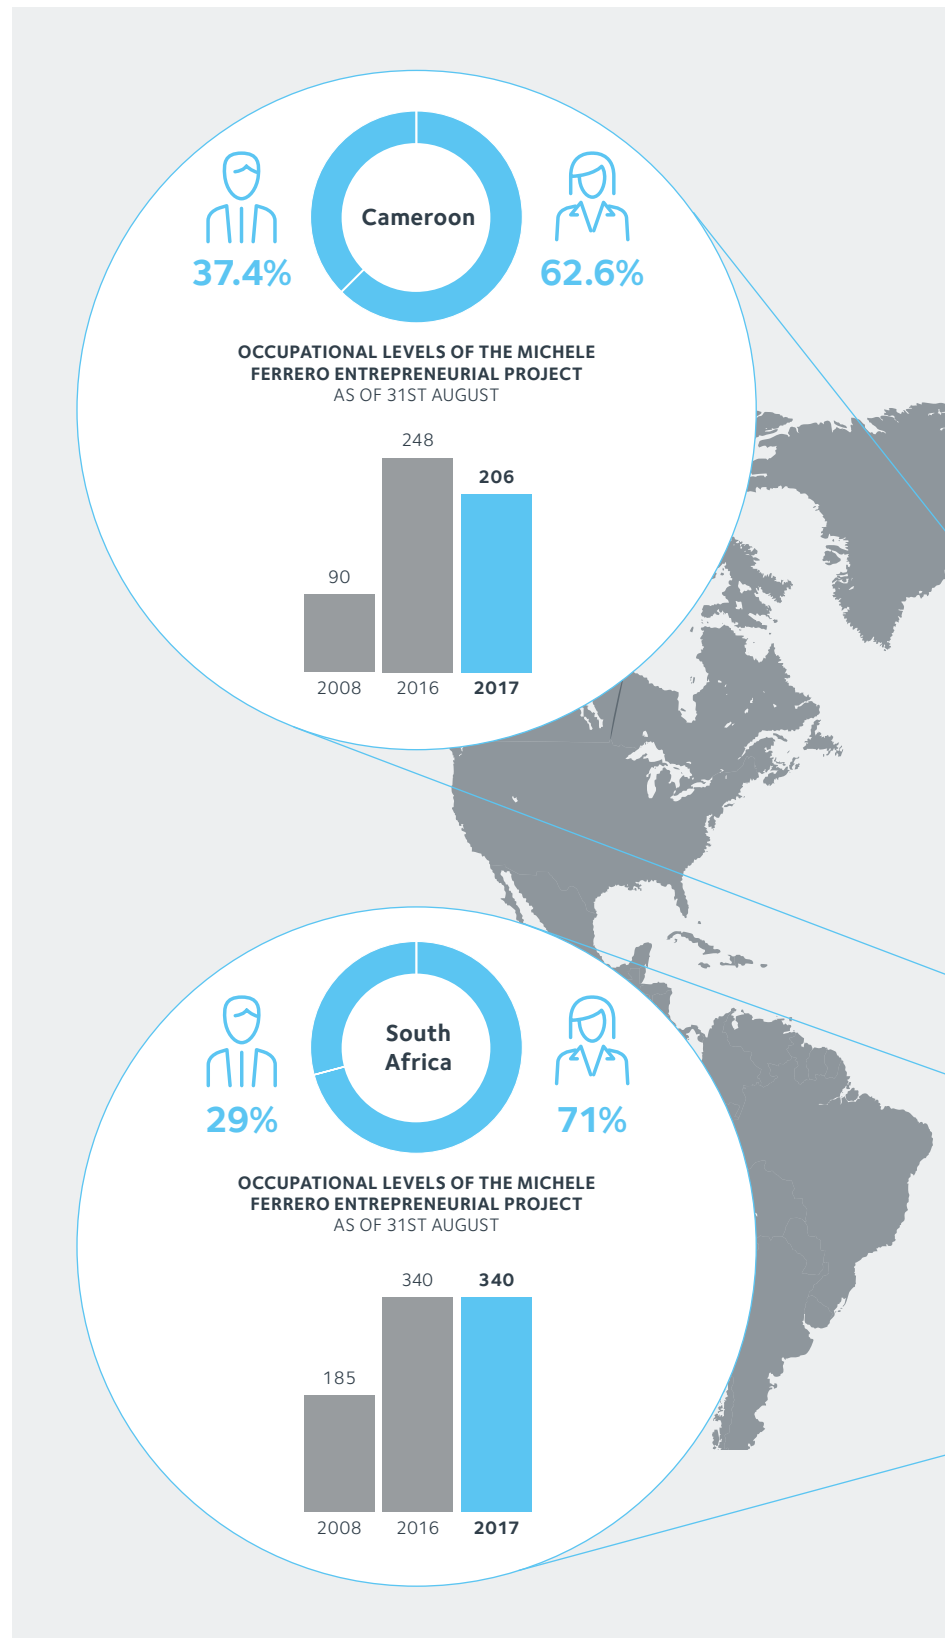 Cameroon
37.4%
62.6%
OCCUPATIONAL LEVELS OF THE MICHELE
FERRERO ENTREPRENEURIAL PROJECT
AS OF 31ST AUGUST
248
206
90
2008
2016
2017
South
Africa
29%
71%
OCCUPATIONAL LEVELS OF THE MICHELE
FERRERO ENTREPRENEURIAL PROJECT
AS OF 31ST AUGUST
340
340
185
2008
2016
2017